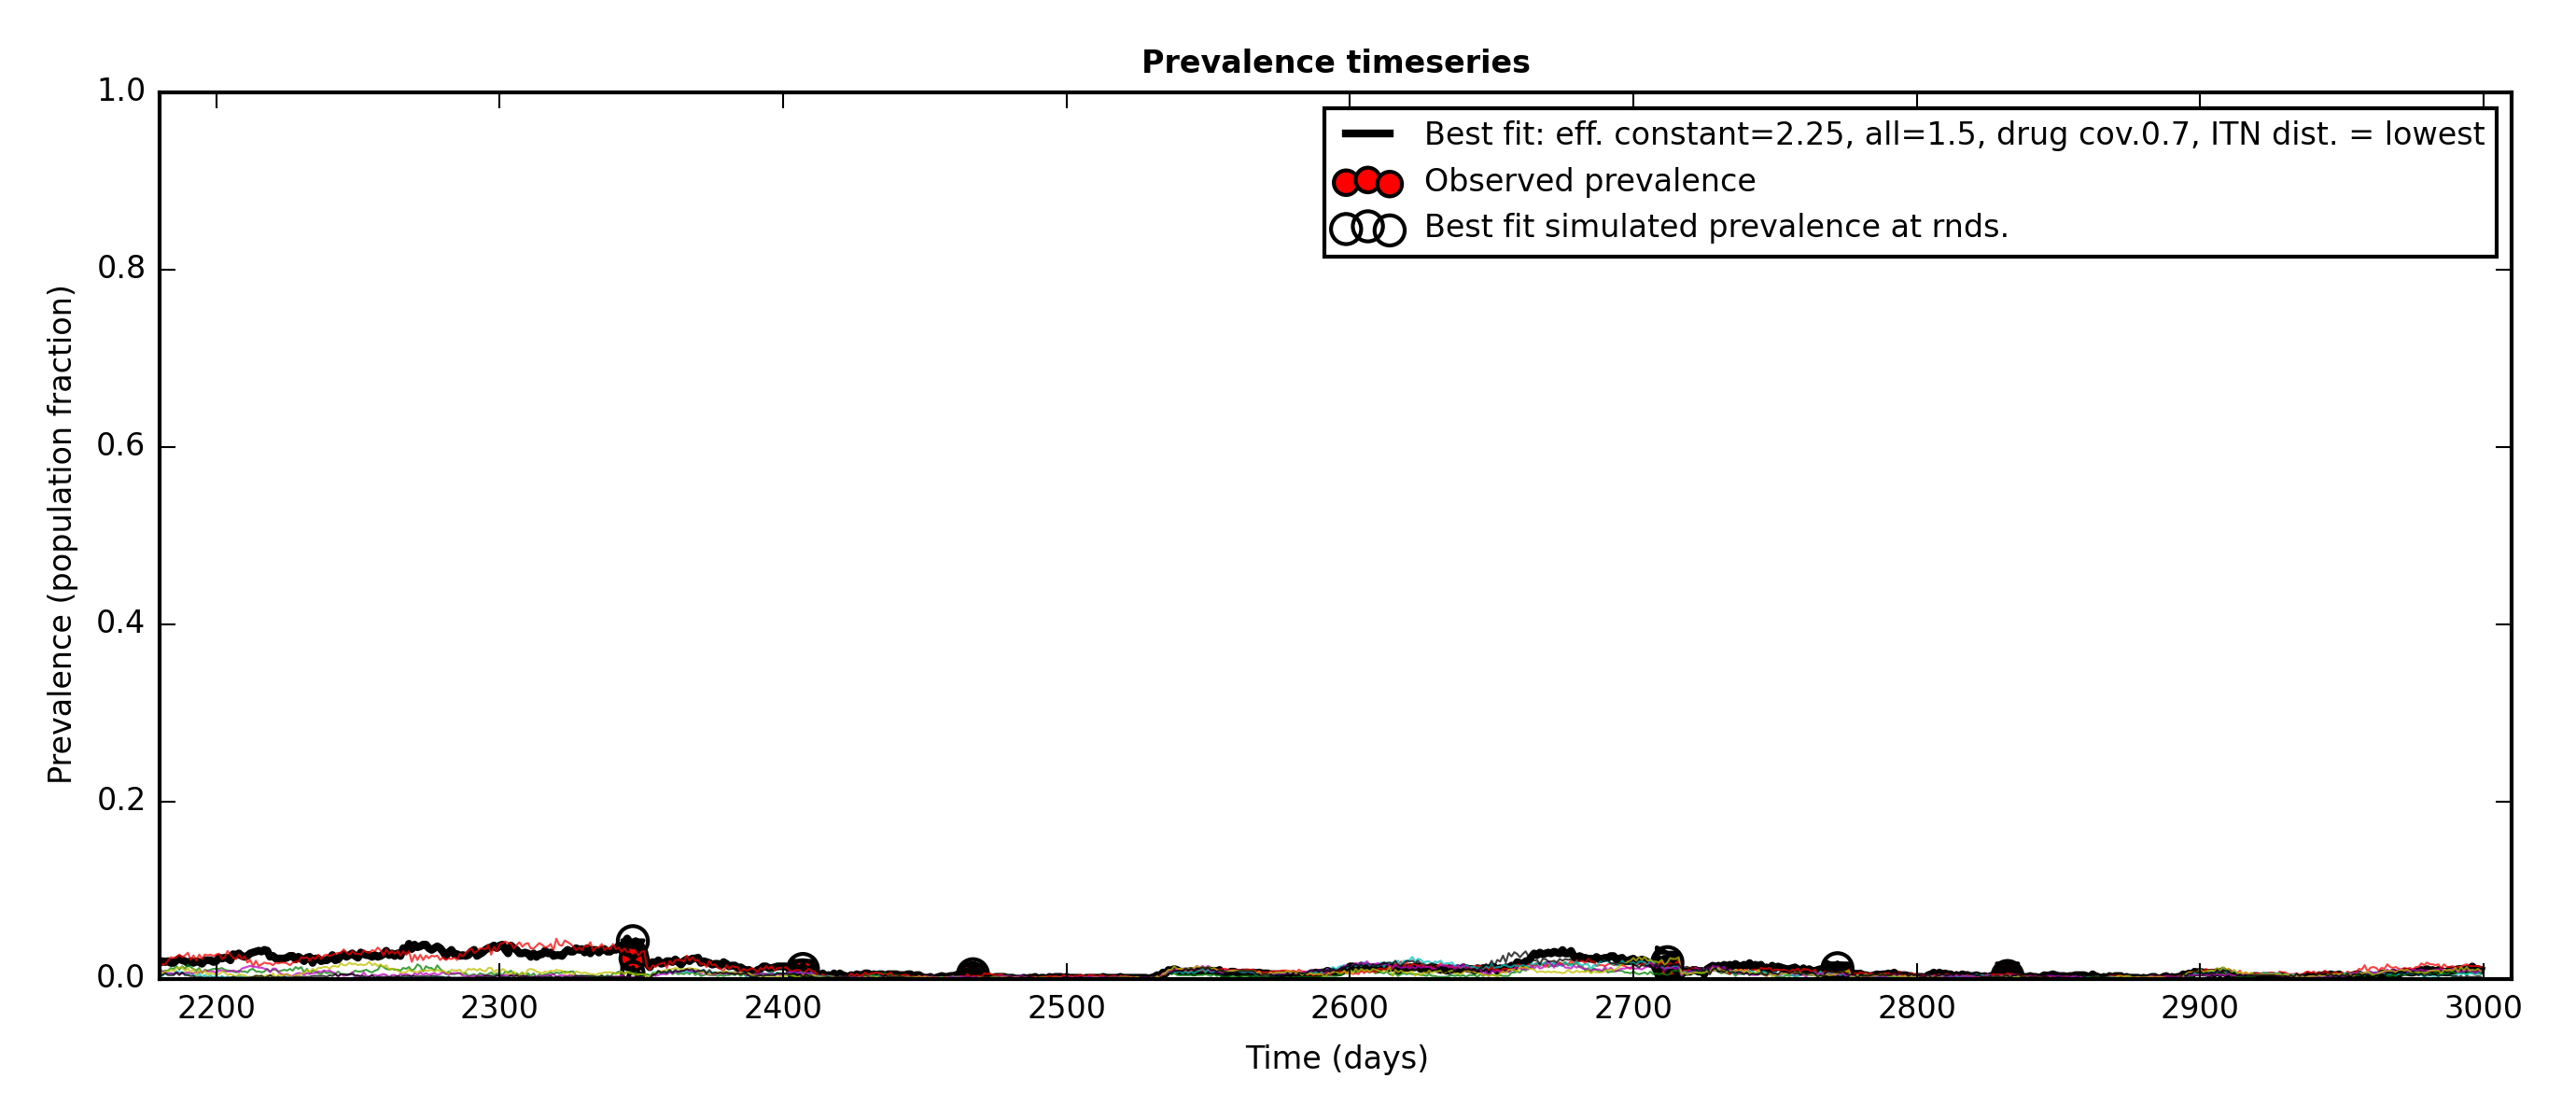 Prevalence timeseries
1.0
0.8
0.6
0.4
0.2
0.0
Prevalence (population fraction)
Best fit: eff. constant=2.25, all=1.5, drug cov.0.7, ITN dist. = lowest
Observed prevalence
Best fit simulated prevalence at rnds.
2200 2300 2400 2500 2600 2700 2800 2900 3000
Time (days)